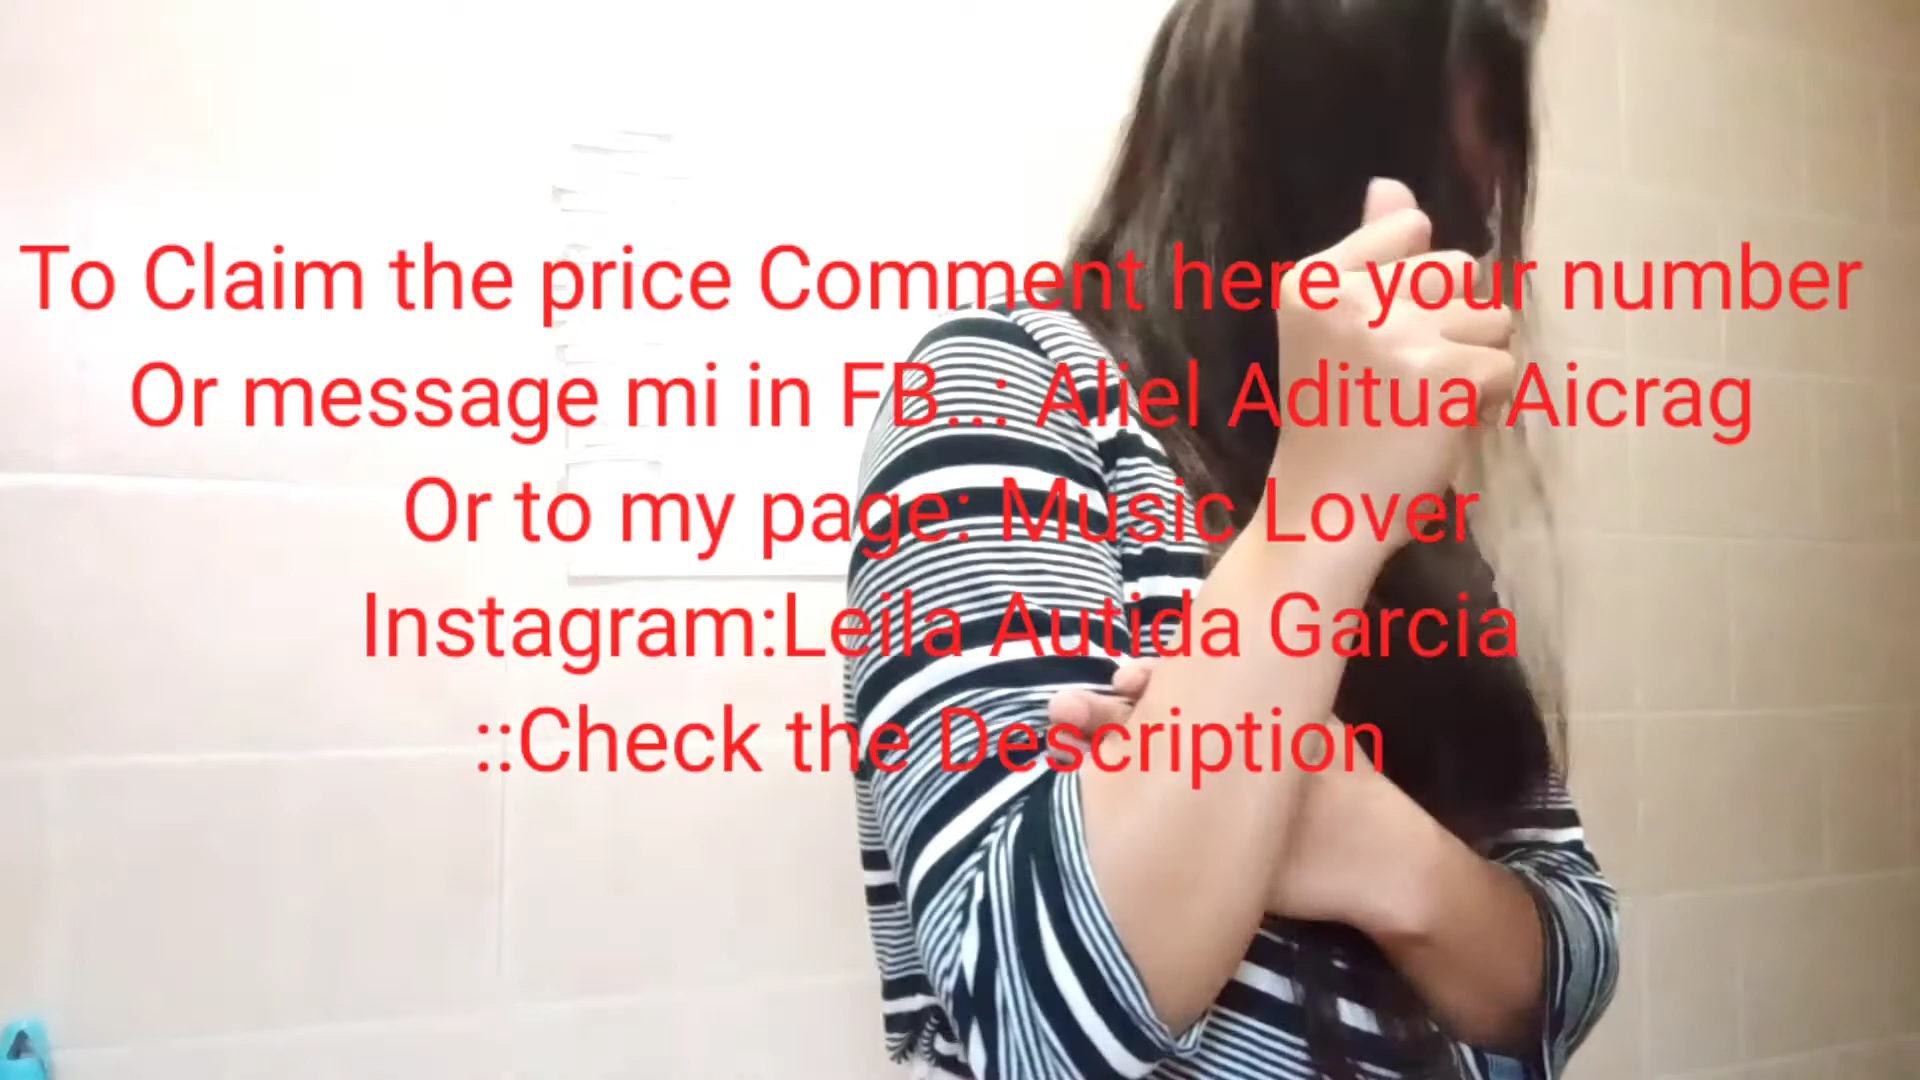 To Claim the price Comment here your number
Or message mi in FB...: Aliel Aditua Aicrag
Or to my page: Music Lover
Instagram:Leila Autida Garcia
::Check the Description